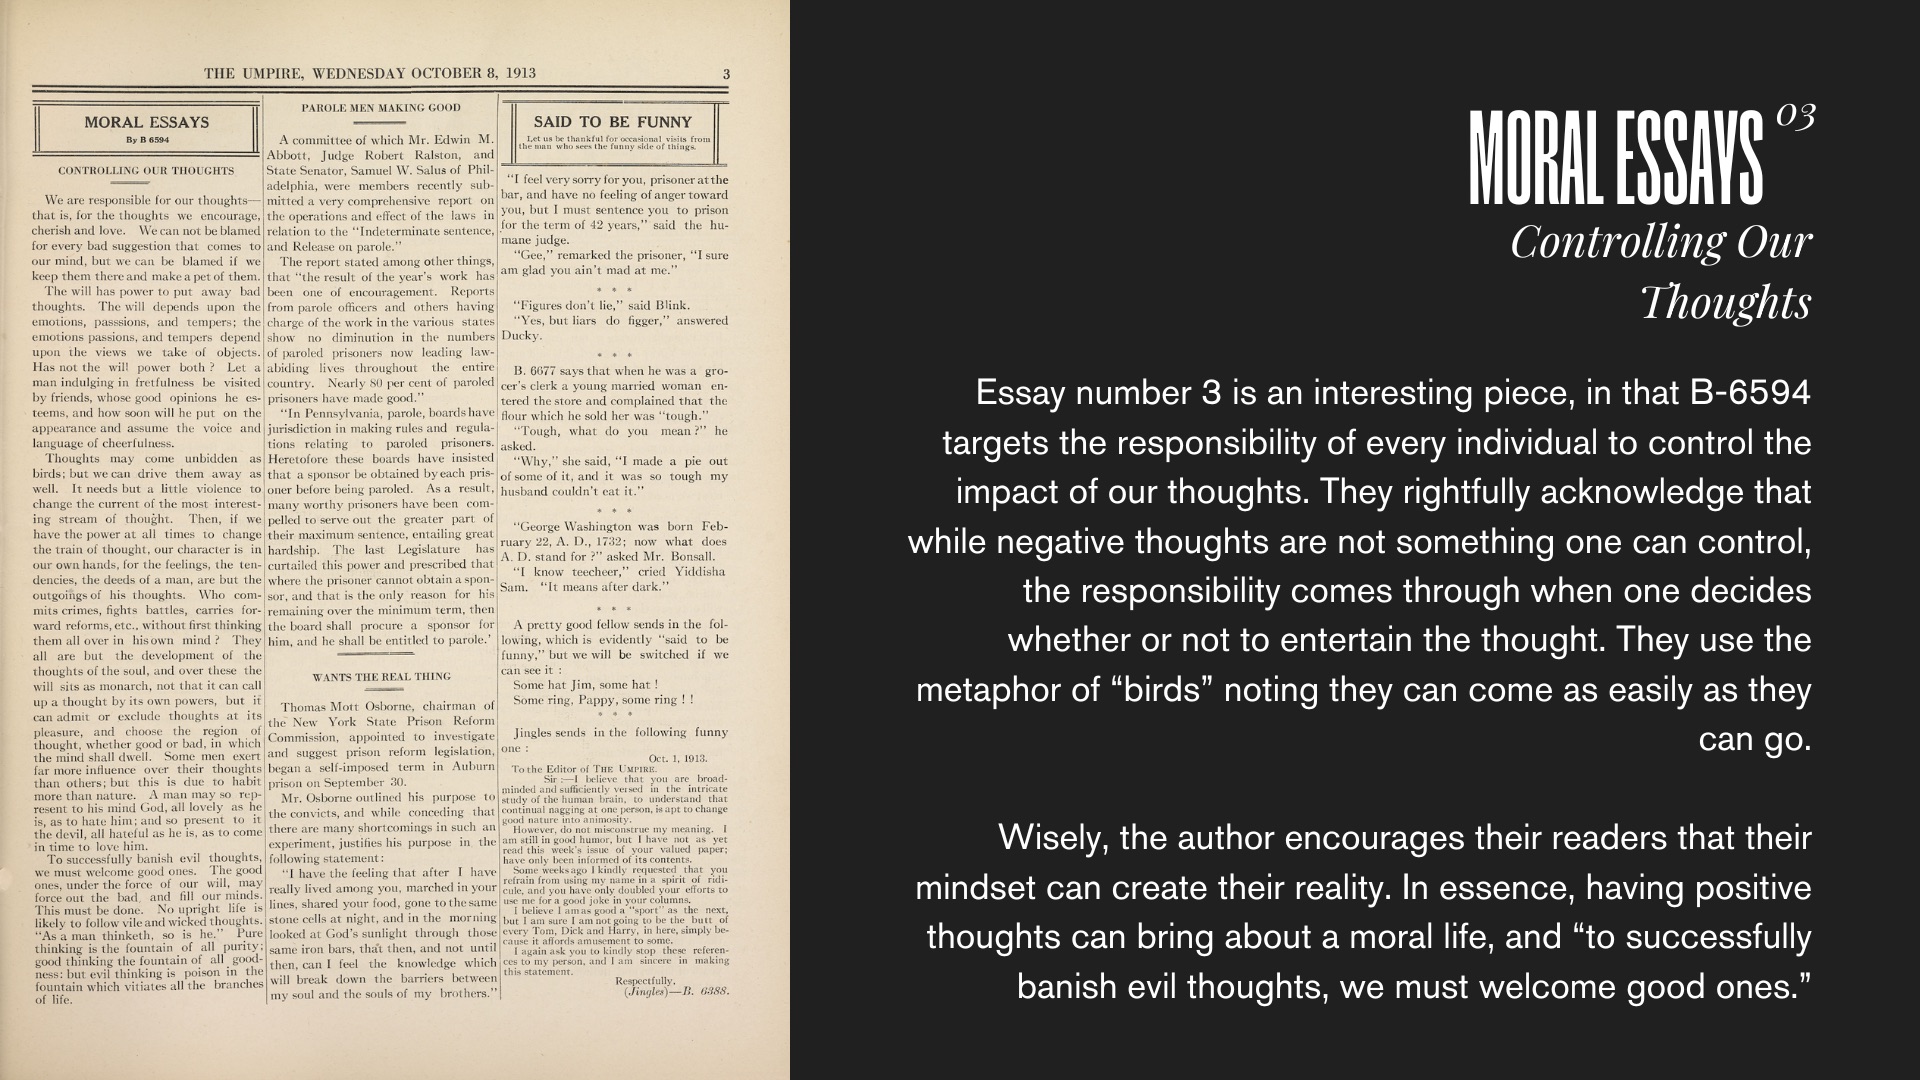 THE UMPIRE, WEDNESDAY OCTOBER 8, 1913
3
MORAL ESSAYS
By B 6594
CONTROLLING OUR THOUGHTS
We are responsible for our thoughts—
that is, for the thoughts we encourage,
cherish and love. We can not be blamed
for every bad suggestion that comes to
our mind, but we can be blamed if we
keep them there and make a pet of them.
The will has power to put away bad
thoughts. The will depends upon the
emotions, passsions, and tempers; the
emotions passions, and tempers depend
upon the views we take of objects.
Has not the will power both? Let a
man indulging in fretfulness be visited
by friends, whose good opinions he es-
teems, and how soon will he put on the
appearance and assume the voice and
language of cheerfulness.
Thoughts may come unbidden as
birds; but we can drive them away as
well. It needs but a little violence to
change the current of the most interest-
ing stream of thought. Then, if we
have the power at all times to change
the train of thought, our character is in
our own hands, for the feelings, the ten-
dencies, the deeds of a man, are but the
outgoings of his thoughts. Who com-
mits crimes, fights battles, carries for-
ward reforms, etc., without first thinking
them all over in his own mind? They
all are but the development of the
thoughts of the soul, and over these the
will sits as monarch, not that it can call
up a thought by its own powers, but it
can admit or exclude thoughts at its
pleasure, and choose the region of
thought, whether good or bad, in which
the mind shall dwell. Some men exert
far more influence over their thoughts
than others; but this is due to habit
more than nature. A man may so rep-
resent to his mind God, all lovely as he
is, as to hate him; and so present to it
the devil, all hateful as he is, as to come
in time to love him.
To successfully banish evil thoughts,
we must welcome good ones. The good
ones, under the force of our will, may
force out the bad and fill our minds.
This must be done. No upright life is
likely to follow vile and wicked thoughts.
"As a man thinketh, so is he." Pure
thinking is the fountain of all purity;
good thinking the fountain of all good-
ness: but evil thinking is poison in the
fountain which vitiates all the branches
of life.
PAROLE MEN MAKING GOOD
A committee of which Mr. Edwin M.
Abbott, Judge Robert Ralston, and
State Senator, Samuel W. Salus of Phil-
adelphia, were members recently sub-
mitted a very comprehensive report on
the operations and effect of the laws in
relation to the "Indeterminate sentence,
and Release on parole."
The report stated among other things,
that "the result of the year's work has
been one of encouragement. Reports
from parole officers and others having
charge of the work in the various states
show no diminution in the numbers
of paroled prisoners now leading law-
abiding lives throughout the entire
country. Nearly 80 per cent of paroled
prisoners have made good."
"In Pennsylvania, parole, boards have
jurisdiction in making rules and regula-
tions relating to paroled prisoners.
Heretofore these boards have insisted
that a sponsor be obtained by each pris-
oner before being paroled. As a result,
many worthy prisoners have been com-
pelled to serve out the greater part of
their maximum sentence, entailing great
hardship. The last Legislature has
curtailed this power and prescribed that
where the prisoner cannot obtain a spon-
sor, and that is the only reason for his
remaining over the minimum term, then
the board shall procure a sponsor for
him, and he shall be entitled to parole.'
WANTS THE REAL THING
Thomas Mott Osborne, chairman of
the New York State Prison Reform
Commission, appointed to investigate
and suggest prison reform legislation,
began a self-imposed term in Auburn
prison on September 30.
Mr. Osborne outlined his purpose to
the convicts, and while conceding that
there are many shortcomings in such an
experiment, justifies his purpose in the
following statement:
"I have the feeling that after I have
really lived among you, marched in your
lines, shared your food, gone to the same
stone cells at night, and in the morning
looked at God's sunlight through those
same iron bars, that then, and not until
then, can I feel the knowledge which
will break down the barriers between
my soul and the souls of my brothers."
SAID TO BE FUNNY
Let us be thankful for occasional visits from
the man who sees the funny side of things.
"I feel very sorry for you, prisoner at the
bar, and have no feeling of anger toward
you, but I must sentence you to prison
for the term of 42 years," said the hu-
mane judge.
"Gee," remarked the prisoner, "I sure
am glad you ain't mad at me."
* * *
"Figures don't lie," said Blink.
"Yes, but liars do figger," answered
Ducky.
* * *
B. 6677 says that when he was a gro-
cer's clerk a young married woman en-
tered the store and complained that the
flour which he sold her was "tough."
"Tough, what do you mean?" he
asked.
"Why," she said, "I made a pie out
of some of it, and it was so tough my
husband couldn't eat it."
* * *
"George Washington was born Feb-
ruary 22, A. D., 1732; now what does
A. D. stand for?" asked Mr. Bonsall.
"I know teecheer," cried Yiddisha
Sam. "It means after dark."
* * *
A pretty good fellow sends in the fol-
lowing, which is evidently "said to be
funny," but we will be switched if we
can see it :
Some hat Jim, some hat !
Some ring, Pappy, some ring ! !
* * *
Jingles sends in the following funny
one :
Oct. 1, 1913.
To the Editor of THE UMPIRE.
Sir :—I believe that you are broad-
minded and sufficiently versed in the intricate
study of the human brain, to understand that
continual nagging at one person, is apt to change
good nature into animosity.
However, do not misconstrue my meaning. I
am still in good humor, but I have not as yet
read this week's issue of your valued paper;
have only been informed of its contents.
Some weeks ago I kindly requested that you
refrain from using my name in a spirit of ridi-
cule, and you have only doubled your efforts to
use me for a good joke in your columns.
I believe I am as good a "sport" as the next,
but I am sure I am not going to be the butt of
every Tom, Dick and Harry, in here, simply be-
cause it affords amusement to some.
I again ask you to kindly stop these referen-
ces to my person, and I am sincere in making
this statement.
Respectfully,
(Jingles)—B. 6388.
MORAL ESSAYS 03
Controlling Our
Thoughts
Essay number 3 is an interesting piece, in that B-6594
targets the responsibility of every individual to control the
impact of our thoughts. They rightfully acknowledge that
while negative thoughts are not something one can control,
the responsibility comes through when one decides
whether or not to entertain the thought. They use the
metaphor of “birds” noting they can come as easily as they
can go.
Wisely, the author encourages their readers that their
mindset can create their reality. In essence, having positive
thoughts can bring about a moral life, and “to successfully
banish evil thoughts, we must welcome good ones.”